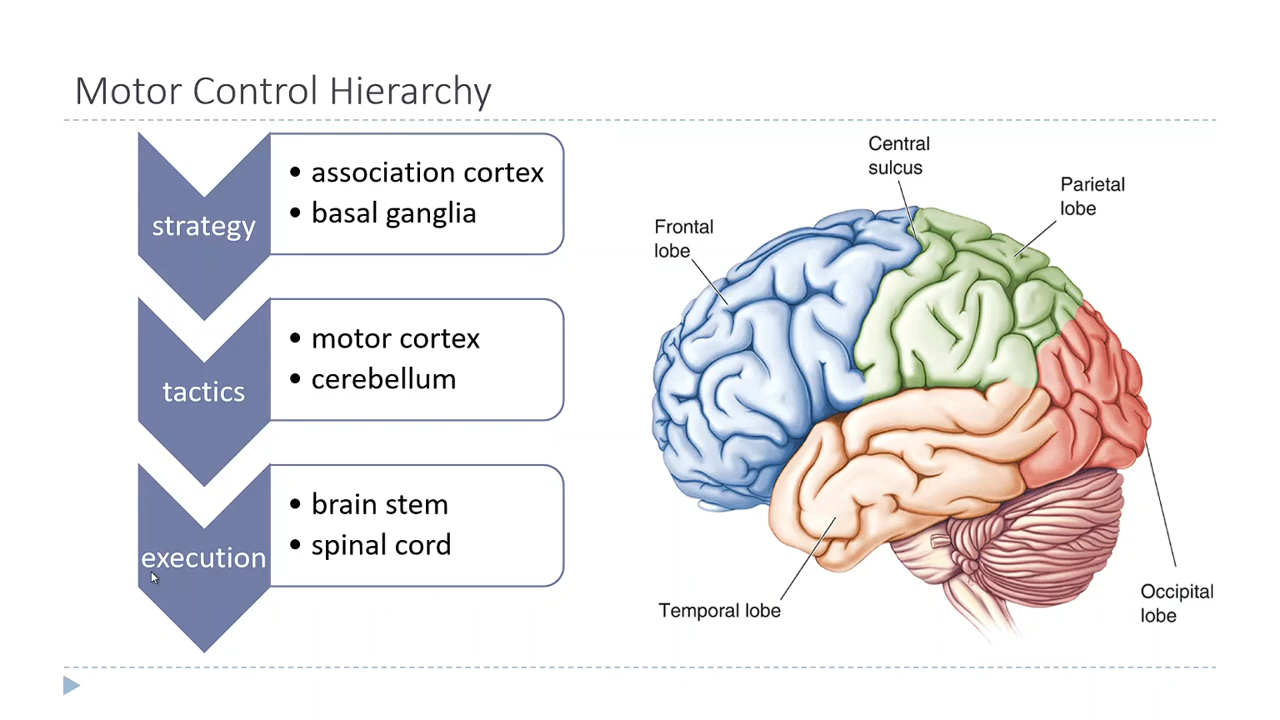 Motor Control Hierarchy
strategy
• association cortex
• basal ganglia
tactics
• motor cortex
• cerebellum
execution
• brain stem
• spinal cord
Central
sulcus
Parietal
lobe
Frontal
lobe
Temporal lobe
Occipital
lobe